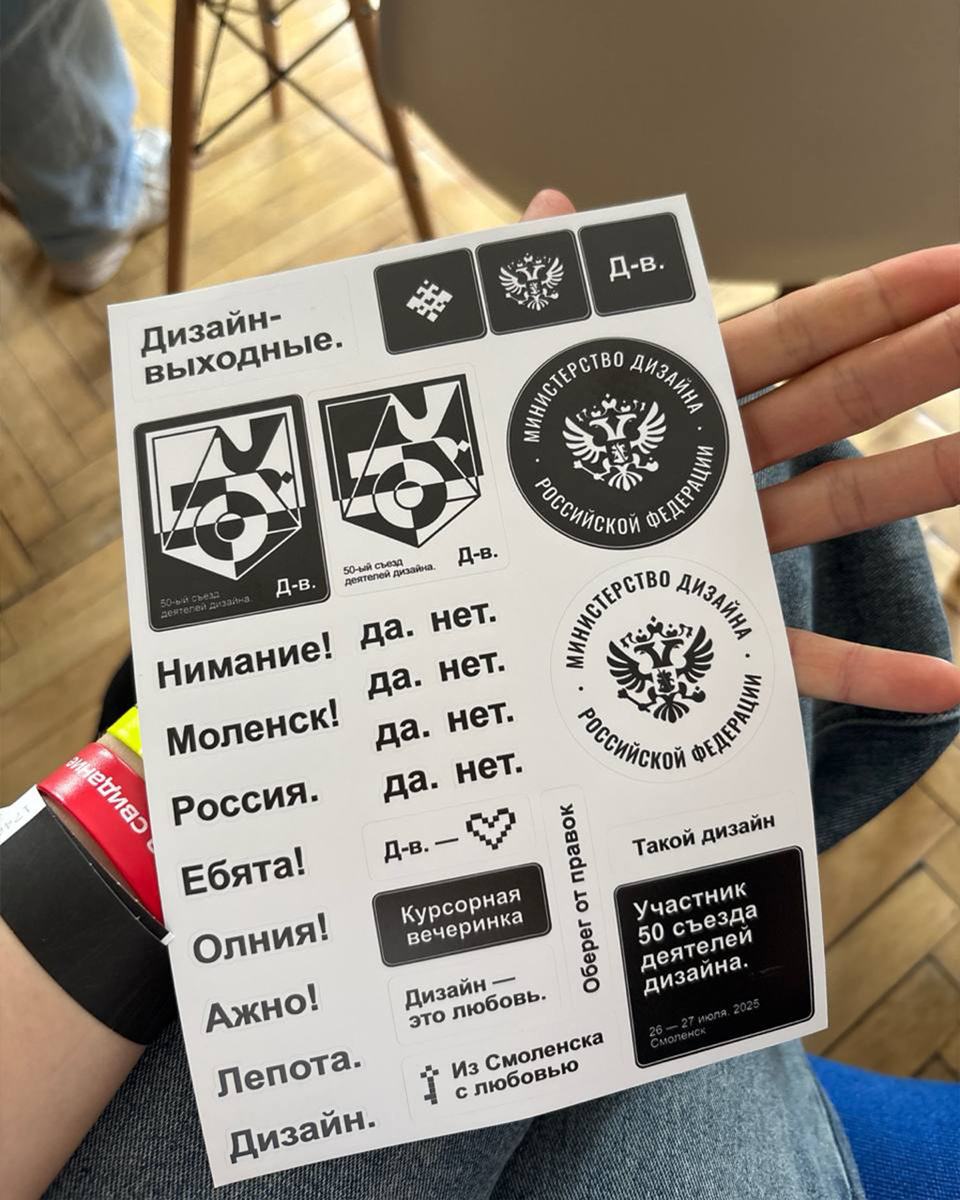 Дизайн-
выходные.
Д-в.
50-ый съезд
деятелей дизайна.
Д-в.
50-ый съезд
деятелей дизайна.
Д-в.
МИНИСТЕРСТВО ДИЗАЙНА
РОССИЙСКОЙ ФЕДЕРАЦИИ
МИНИСТЕРСТВО ДИЗАЙНА
РОССИЙСКОЙ ФЕДЕРАЦИИ
Нимание!
Моленск!
Россия.
Ебята!
Олния!
Ажно!
Лепота.
Дизайн.
да. нет.
да. нет.
да. нет.
да. нет.
Д-в. —
Курсорная
вечеринка
Дизайн —
это любовь.
Из Смоленска
с любовью
Оберег от правок
Такой дизайн
Участник
50 съезда
деятелей
дизайна.
26 — 27 июля. 2025
Смоленск
свидание